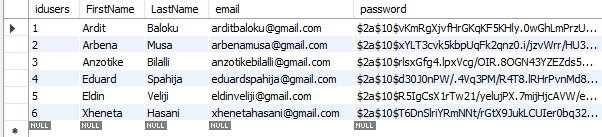 idusers FirstName LastName email password
1 Ardit Baloku arditbaloku@gmail.com $2a$10$vKmRgXjvfHrGKqKF5KHly.0wGhLmPrzU...
2 Arbena Musa arbenamusa@gmail.com $2a$10$xYLT3cvk5kbpUqFk2qnz0.i/jzvWrr/HU3...
3 Anzotike Bilalli anzotikebilalli@gmail.com $2a$10$rlsxGfg4.lpxVcg/OIR.8OGN43YZEZds5...
4 Eduard Spahija eduardspahija@gmail.com $2a$10$d30J0nPW/.4Vq3PM/R4T8.lRHrPvnMd8...
5 Eldin Veliji eldinveliji@gmail.com $2a$10$R5IgCsX1rTw21/yelujPX.7mijHjcAVW/e...
6 Xheneta Hasani xhenetahasani@gmail.com $2a$10$T6DnSlriYRmNNt/rGtX9JukLCUIer0bq32...
NULL NULL NULL NULL NULL